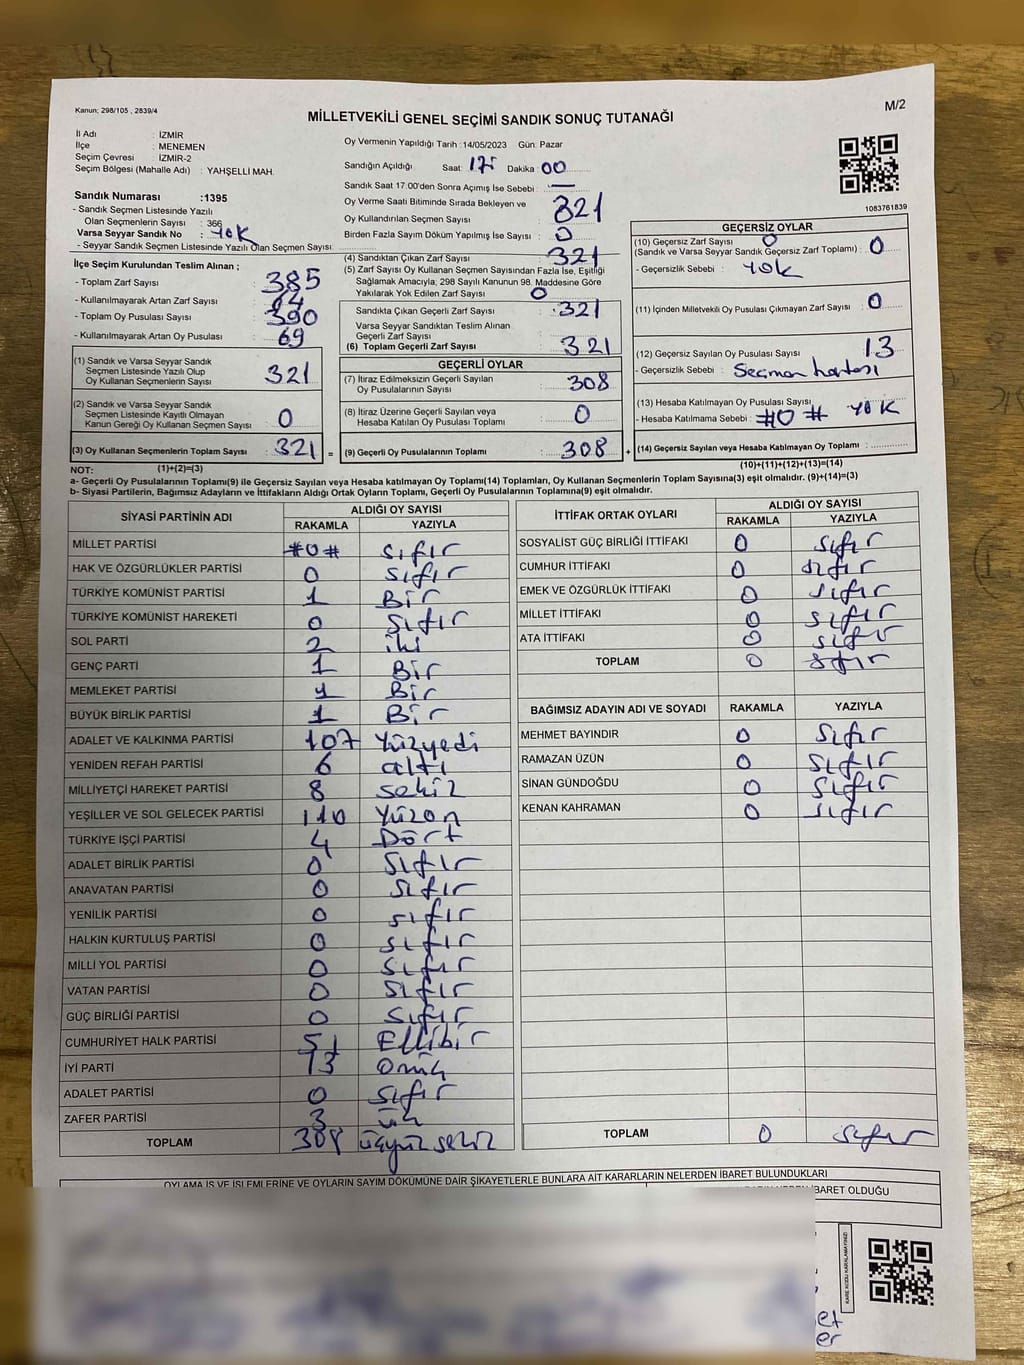 Kanun; 298/105 , 2839/4
M/2
MİLLETVEKİLİ GENEL SEÇİMİ SANDIK SONUÇ TUTANAĞI
İl Adı : İZMİR
İlçe : MENEMEN
Seçim Çevresi : İZMİR-2
Seçim Bölgesi (Mahalle Adı) : YAHŞELLİ MAH.
Oy Vermenin Yapıldığı Tarih :14/05/2023 Gün: Pazar
Sandığın Açıldığı Saat: 17 Dakika 00
Sandık Saat 17:00'den Sonra Açımış İse Sebebi : —
Oy Verme Saati Bitiminde Sırada Bekleyen ve
Oy Kullandırılan Seçmen Sayısı : 321
Birden Fazla Sayım Döküm Yapılmış İse Sayısı : 0
1083761839
Sandık Numarası :1395
- Sandık Seçmen Listesinde Yazılı
Olan Seçmenlerin Sayısı : 366
Varsa Seyyar Sandık No : YOK
- Seyyar Sandık Seçmen Listesinde Yazılı Olan Seçmen Sayısı:
İlçe Seçim Kurulundan Teslim Alınan ;
- Toplam Zarf Sayısı : 385
- Kullanılmayarak Artan Zarf Sayısı : 64
- Toplam Oy Pusulası Sayısı : 390
- Kullanılmayarak Artan Oy Pusulası : 69
(1) Sandık ve Varsa Seyyar Sandık
Seçmen Listesinde Yazılı Olup
Oy Kullanan Seçmenlerin Sayısı : 321
(2) Sandık ve Varsa Seyyar Sandık
Seçmen Listesinde Kayıtlı Olmayan
Kanun Gereği Oy Kullanan Seçmen Sayısı : 0
(3) Oy Kullanan Seçmenlerin Toplam Sayısı : 321 =
(4) Sandıktan Çıkan Zarf Sayısı : 321
(5) Zarf Sayısı Oy Kullanan Seçmen Sayısından Fazla İse, Eşitliği
Sağlamak Amacıyla; 298 Sayılı Kanunun 98. Maddesine Göre
Yakılarak Yok Edilen Zarf Sayısı : 0
Sandıkta Çıkan Geçerli Zarf Sayısı : 321
Varsa Seyyar Sandıktan Teslim Alınan
Geçerli Zarf Sayısı :
(6) Toplam Geçerli Zarf Sayısı : 321
GEÇERLİ OYLAR
(7) İtiraz Edilmeksizin Geçerli Sayılan
Oy Pusulalarının Sayısı : 308
(8) İtiraz Üzerine Geçerli Sayılan veya
Hesaba Katılan Oy Pusulası Toplamı : 0
(9) Geçerli Oy Pusulalarının Toplamı : 308 +
GEÇERSİZ OYLAR
(10) Geçersiz Zarf Sayısı 0
(Sandık ve Varsa Seyyar Sandık Geçersiz Zarf Toplamı) : 0
- Geçersizlik Sebebi : YOK
(11) İçinden Milletvekili Oy Pusulası Çıkmayan Zarf Sayısı : 0
(12) Geçersiz Sayılan Oy Pusulası Sayısı : 13
- Geçersizlik Sebebi : Seçmen hatası
(13) Hesaba Katılmayan Oy Pusulası Sayısı
- Hesaba Katılmama Sebebi : #0# YOK
(14) Geçersiz Sayılan veya Hesaba Katılmayan Oy Toplamı :
NOT: (1)+(2)=(3)
(10)+(11)+(12)+(13)=(14)
a- Geçerli Oy Pusulalarının Toplamı(9) ile Geçersiz Sayılan veya Hesaba katılmayan Oy Toplamı(14) Toplamları, Oy Kullanan Seçmenlerin Toplam Sayısına(3) eşit olmalıdır. (9)+(14)=(3)
b- Siyasi Partilerin, Bağımsız Adayların ve İttifakların Aldığı Ortak Oyların Toplamı, Geçerli Oy Pusulalarının Toplamına(9) eşit olmalıdır.
SİYASİ PARTİNİN ADI ALDIĞI OY SAYISI
RAKAMLA YAZIYLA
MİLLET PARTİSİ #0# sıfır
HAK VE ÖZGÜRLÜKLER PARTİSİ 0 sıfır
TÜRKİYE KOMÜNİST PARTİSİ 1 Bir
TÜRKİYE KOMÜNİST HAREKETİ 0 sıfır
SOL PARTİ 2 iki
GENÇ PARTİ 1 Bir
MEMLEKET PARTİSİ 1 Bir
BÜYÜK BİRLİK PARTİSİ 1 Bir
ADALET VE KALKINMA PARTİSİ 107 Yüzyedi
YENİDEN REFAH PARTİSİ 6 altı
MİLLİYETÇİ HAREKET PARTİSİ 8 sekiz
YEŞİLLER VE SOL GELECEK PARTİSİ 110 Yüzon
TÜRKİYE İŞÇİ PARTİSİ 4 Dört
ADALET BİRLİK PARTİSİ 0 sıfır
ANAVATAN PARTİSİ 0 sıfır
YENİLİK PARTİSİ 0 sıfır
HALKIN KURTULUŞ PARTİSİ 0 sıfır
MİLLİ YOL PARTİSİ 0 sıfır
VATAN PARTİSİ 0 sıfır
GÜÇ BİRLİĞİ PARTİSİ 0 sıfır
CUMHURİYET HALK PARTİSİ 51 Ellibir
İYİ PARTİ 13 Onüç
ADALET PARTİSİ 0 sıfır
ZAFER PARTİSİ 3 üç
TOPLAM 308 üçyüz sekiz
İTTİFAK ORTAK OYLARI ALDIĞI OY SAYISI
RAKAMLA YAZIYLA
SOSYALİST GÜÇ BİRLİĞİ İTTİFAKI 0 sıfır
CUMHUR İTTİFAKI 0 sıfır
EMEK VE ÖZGÜRLÜK İTTİFAKI 0 sıfır
MİLLET İTTİFAKI 0 sıfır
ATA İTTİFAKI 0 sıfır
TOPLAM 0 sıfır
BAĞIMSIZ ADAYIN ADI VE SOYADI RAKAMLA YAZIYLA
MEHMET BAYINDIR 0 sıfır
RAMAZAN ÜZÜN 0 sıfır
SİNAN GÜNDOĞDU 0 sıfır
KENAN KAHRAMAN 0 sıfır
TOPLAM 0 sıfır
OYLAMA İŞ VE İŞLEMLERİNE VE OYLARIN SAYIM DÖKÜMÜNE DAİR ŞİKAYETLERLE BUNLARA AİT KARARLARIN NELERDEN İBARET BULUNDUKLARI
İBARET OLDUĞU
KARE KODU KARALAMAYINIZ!
et
er